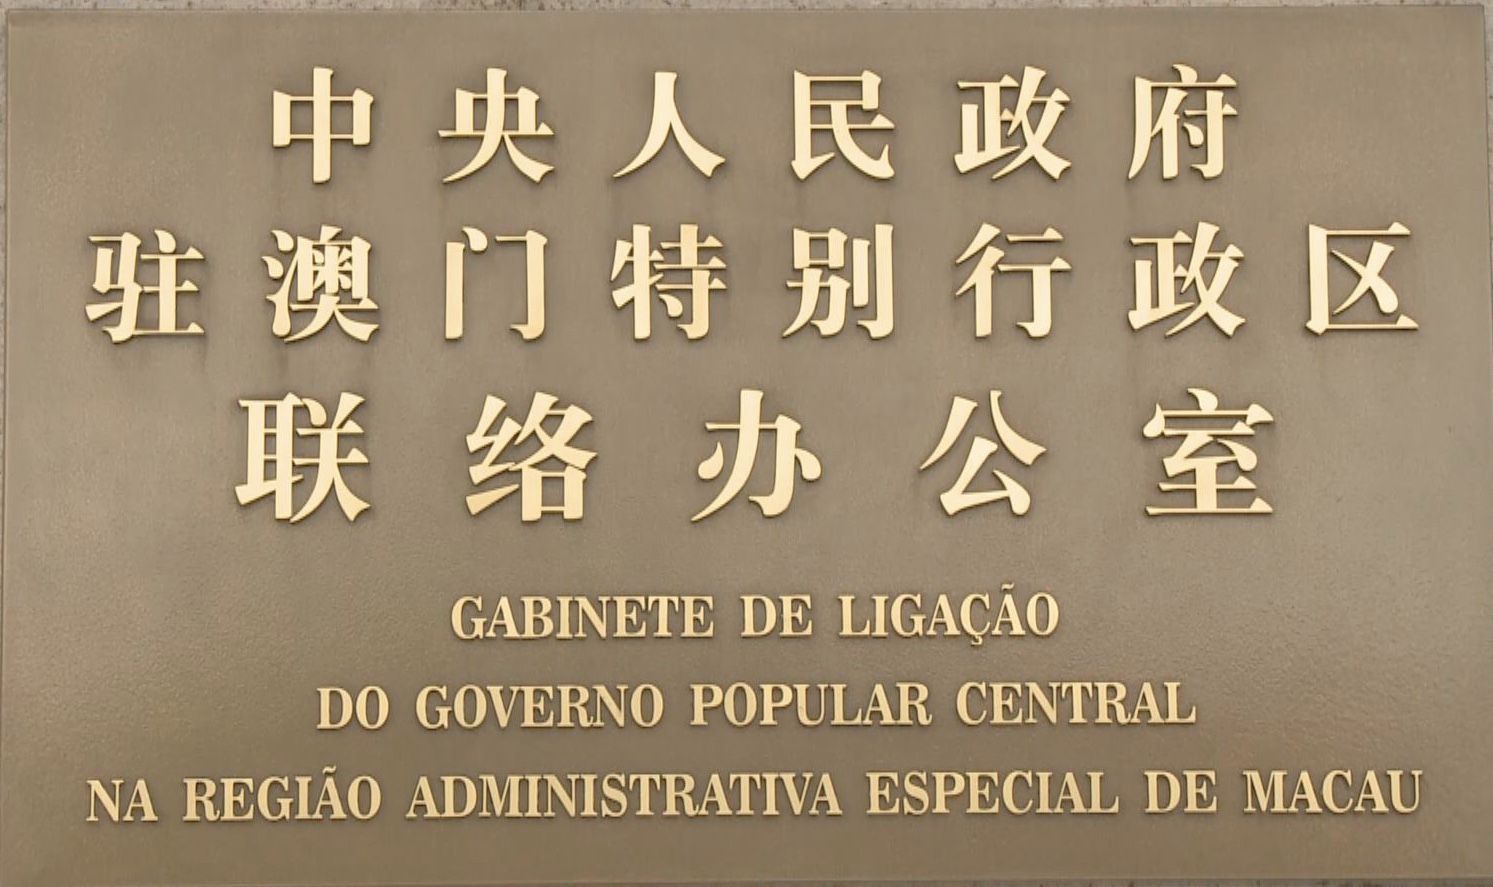 中央人民政府
驻澳门特别行政区
联络办公室
GABINETE DE LIGAÇÃO
DO GOVERNO POPULAR CENTRAL
NA REGIÃO ADMINISTRATIVA ESPECIAL DE MACAU